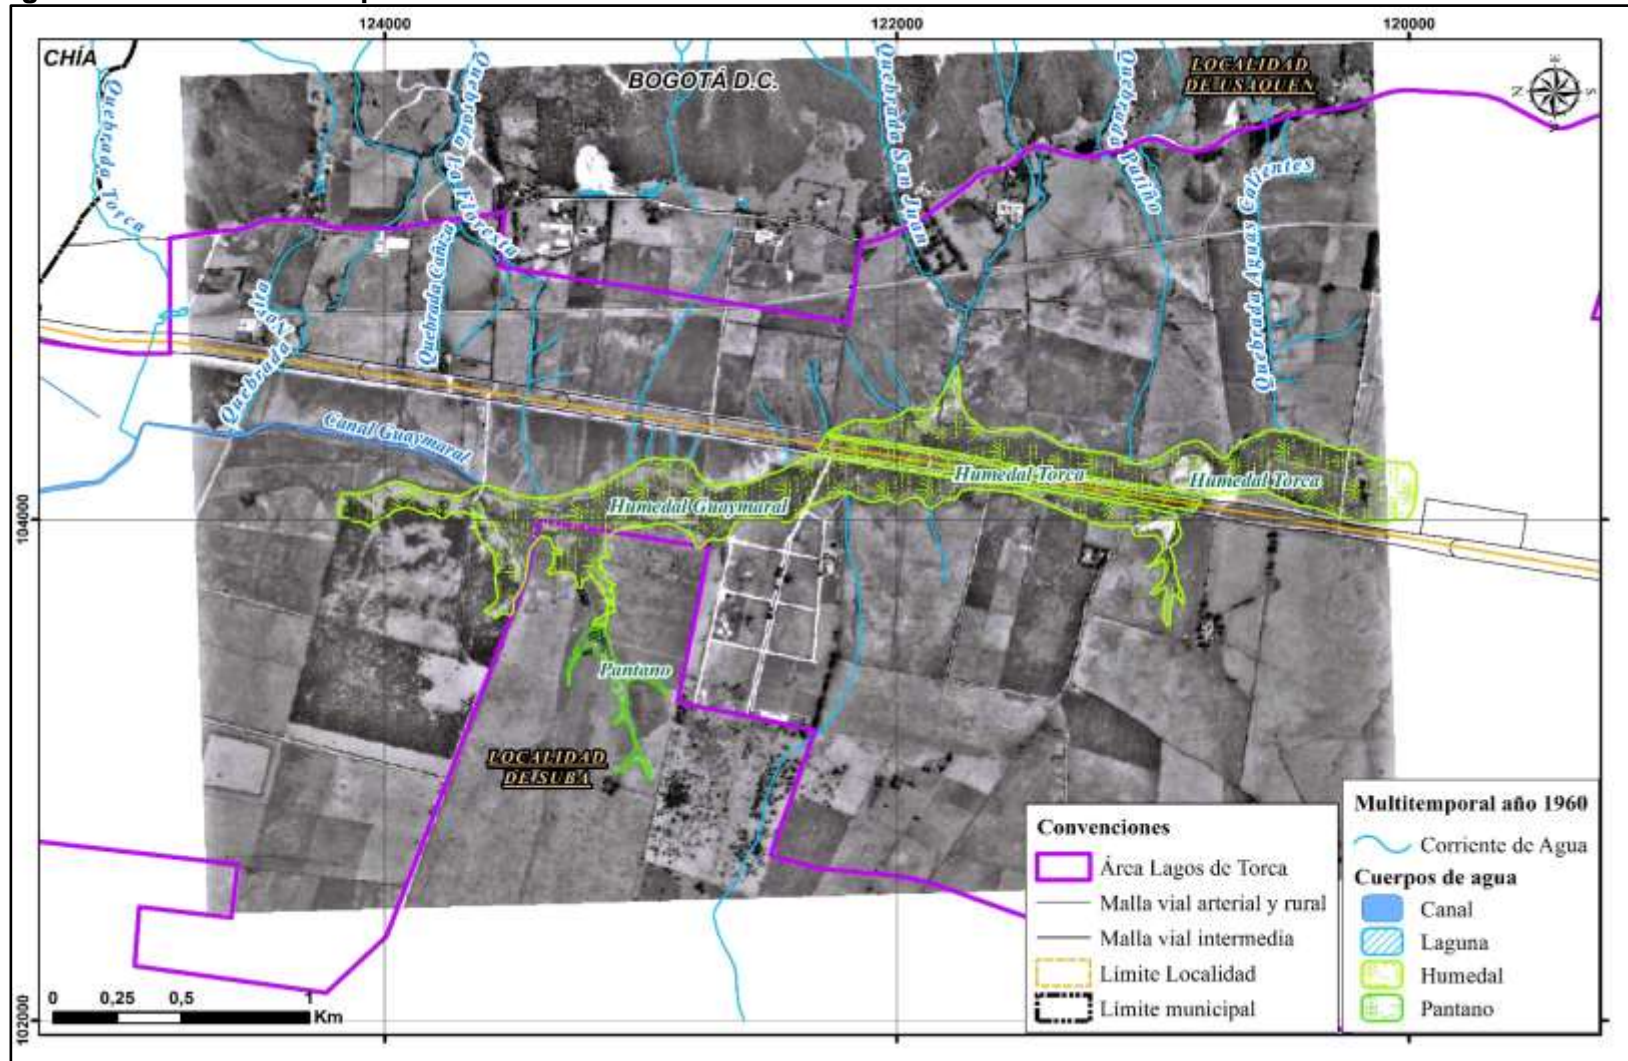 124000
122000
120000
CHÍA
BOGOTÁ D.C.
LOCALIDAD
DE USAQUEN
Quebrada Torca
Quebrada La Floresta
Quebrada San Juan
Quebrada Patiño
Quebrada Aguas Calientes
Quebrada Cañiza
Quebrada Novita
Canal Guaymaral
Humedal Guaymaral
Humedal Torca
Humedal Torca
104000
Pantano
LOCALIDAD
DE SUBA
102000
0 0,25 0,5 1
Km
Convenciones
Área Lagos de Torca
Malla vial arterial y rural
Malla vial intermedia
Límite Localidad
Límite municipal
Multitemporal año 1960
Corriente de Agua
Cuerpos de agua
Canal
Laguna
Humedal
Pantano